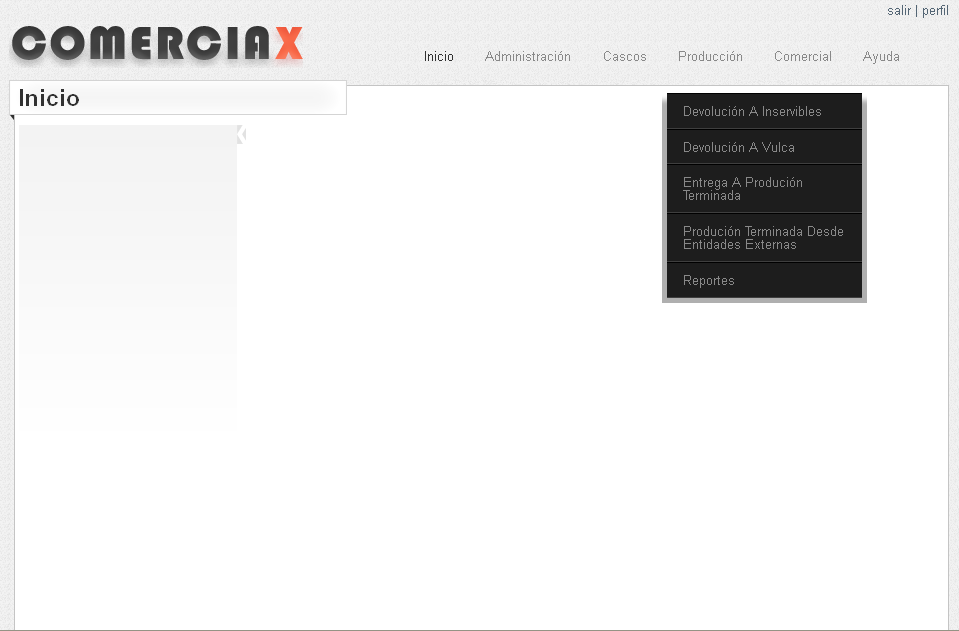 salir | perfil
COMERCIAX
Inicio Administración Cascos Producción Comercial Ayuda
Inicio
Devolución A Inservibles
Devolución A Vulca
Entrega A Produción
Terminada
Produción Terminada Desde
Entidades Externas
Reportes